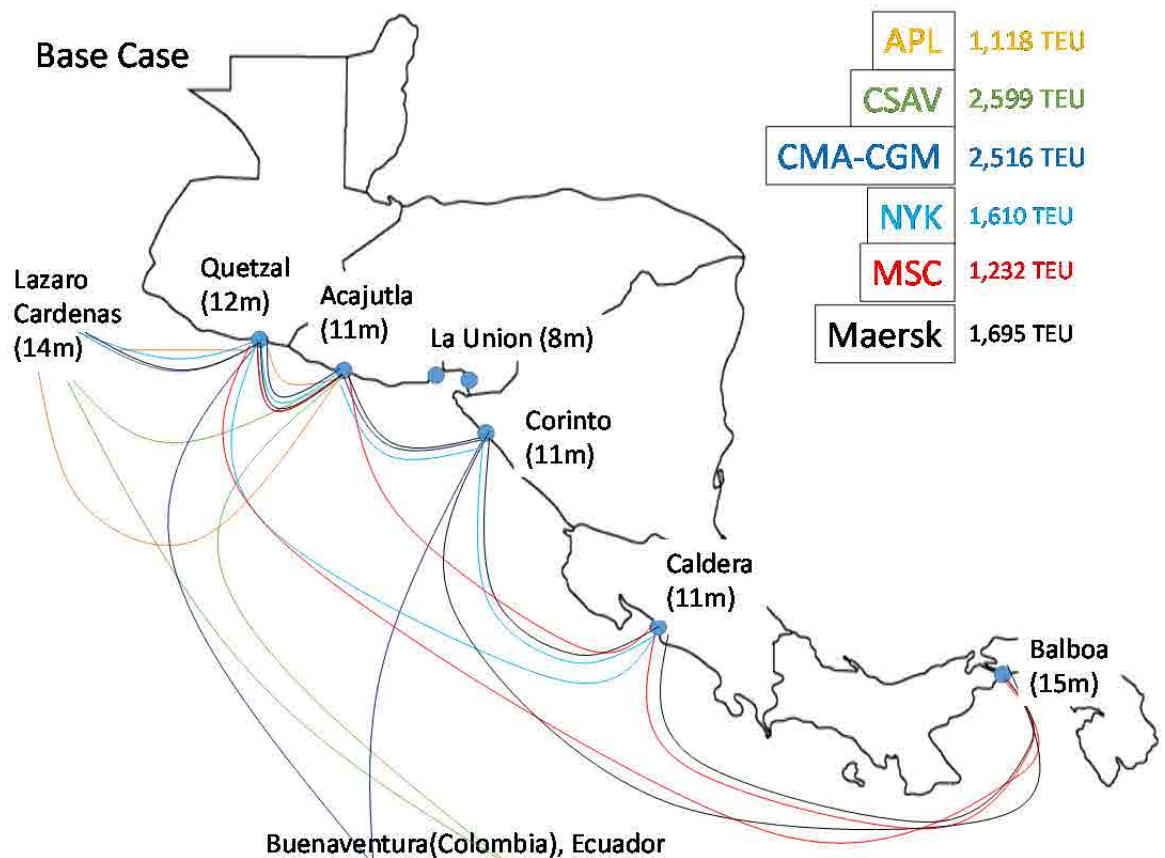 Base Case
APL 1,118 TEU
CSAV 2,599 TEU
CMA-CGM 2,516 TEU
NYK 1,610 TEU
MSC 1,232 TEU
Maersk 1,695 TEU
Lazaro
Cardenas
(14m)
Quetzal
(12m)
Acajutla
(11m)
La Union (8m)
Corinto
(11m)
Caldera
(11m)
Balboa
(15m)
Buenaventura(Colombia), Ecuador